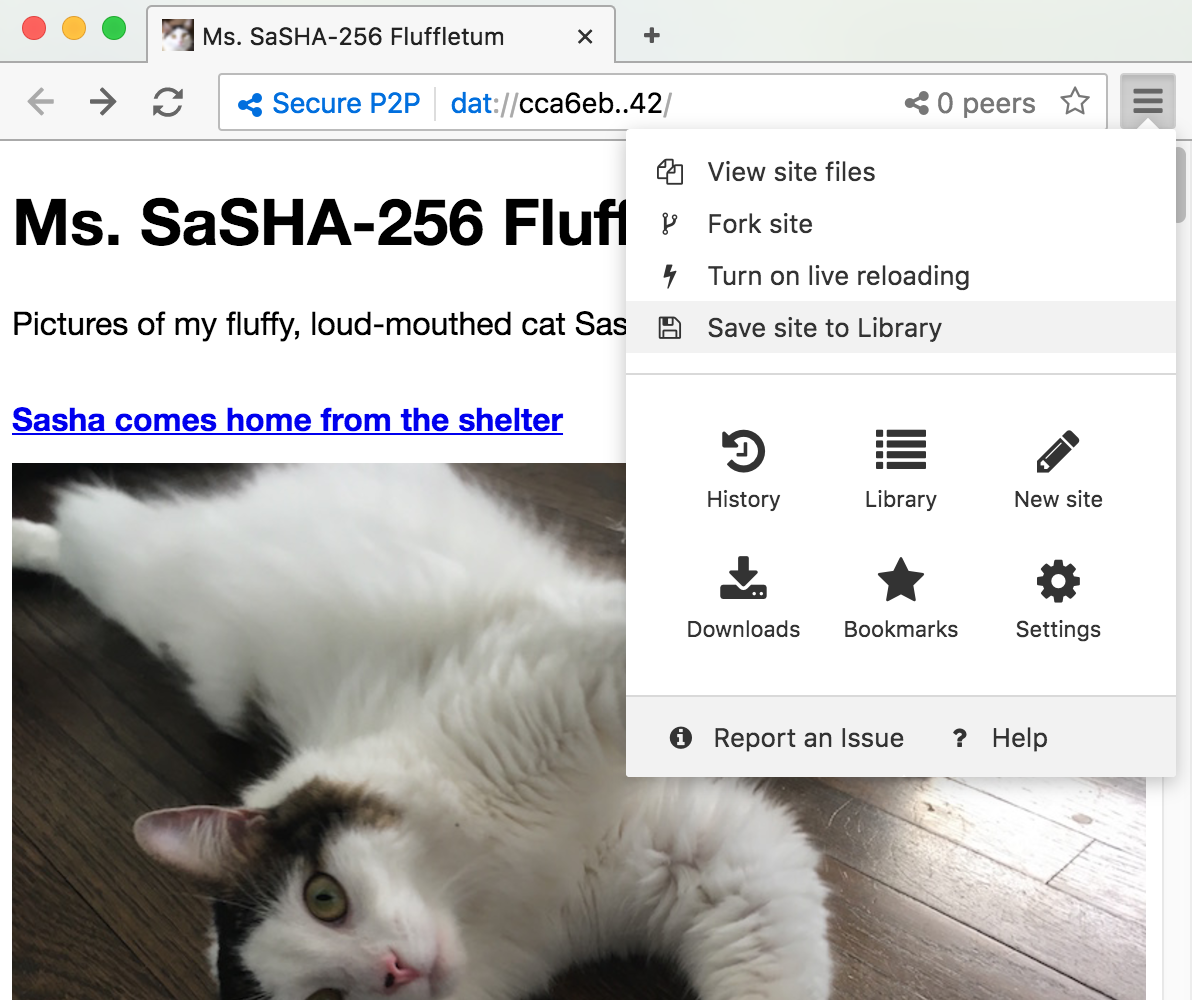 Ms. SaSHA-256 Fluffletum
Secure P2P dat://cca6eb..42/ 0 peers
View site files
Fork site
Turn on live reloading
Save site to Library
History Library New site
Downloads Bookmarks Settings
Report an Issue ? Help
Ms. SaSHA-256
Pictures of my fluffy, loud-mouthed cat
Sasha comes home from the shelter